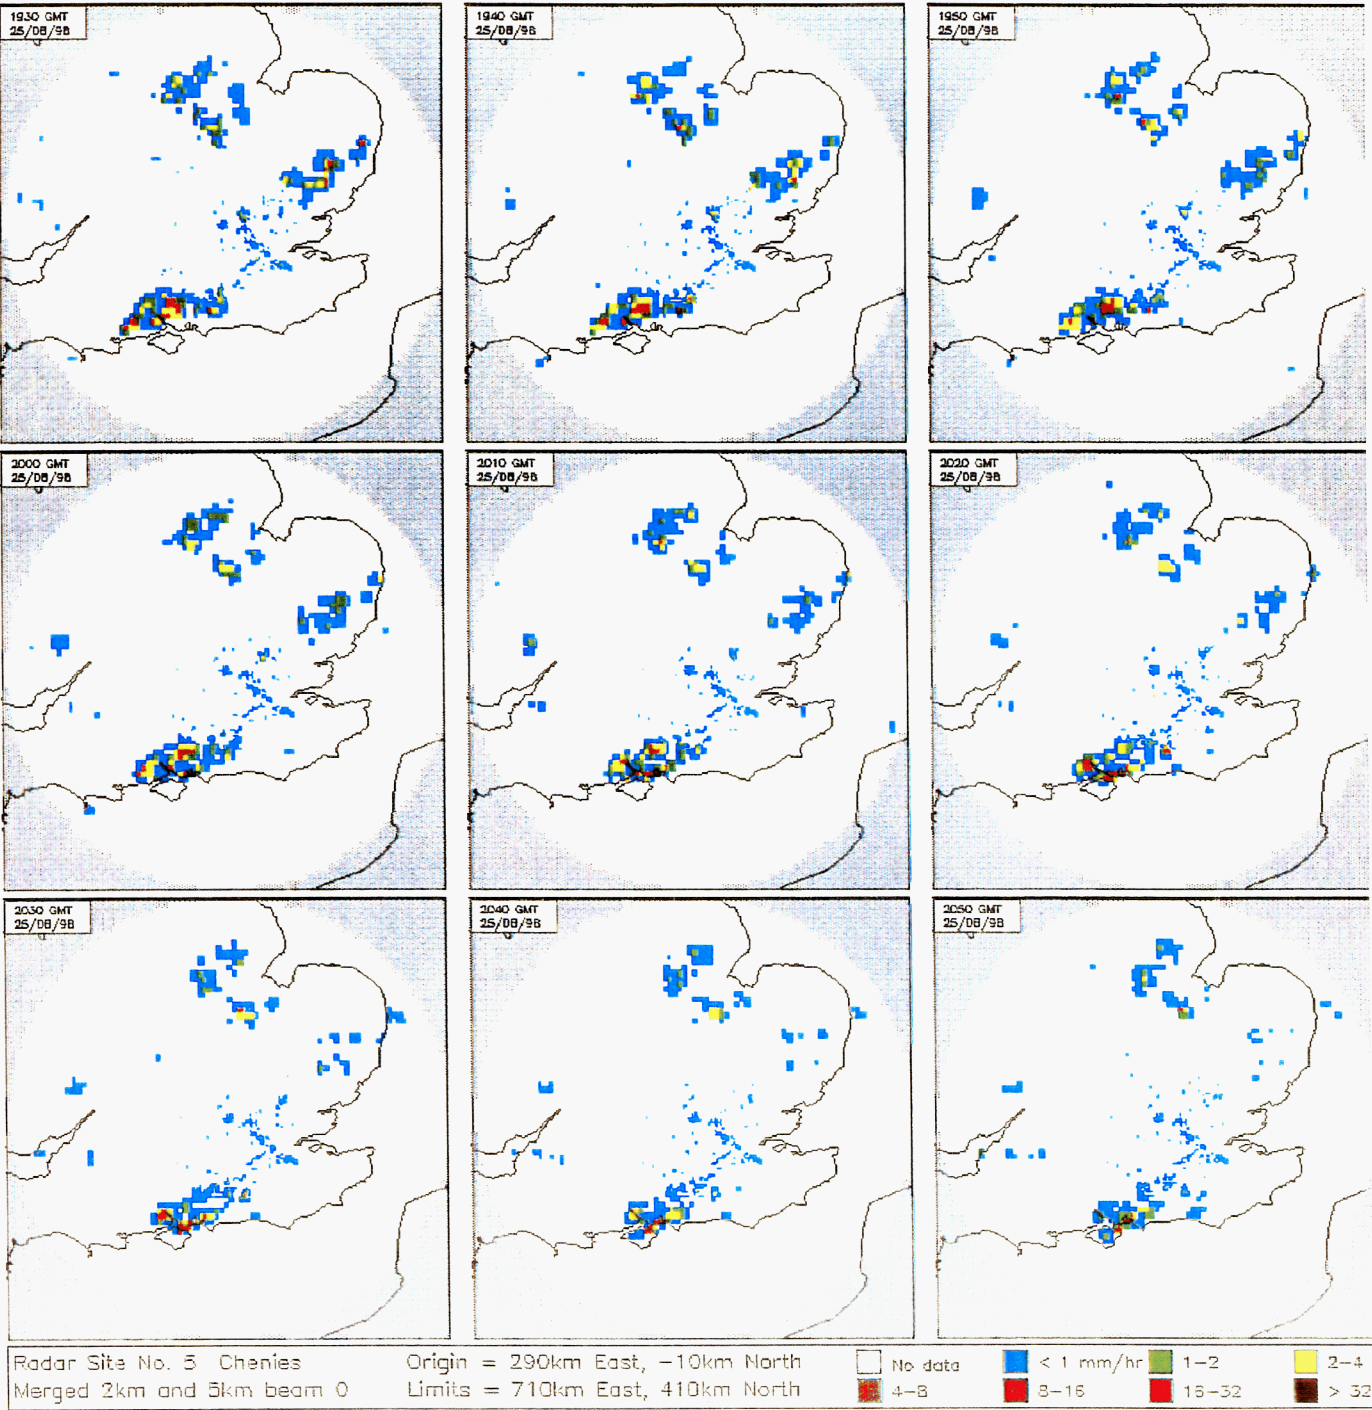 1930 GMT
25/08/98
1940 GMT
25/08/98
1950 GMT
25/08/98
2000 GMT
25/08/98
2010 GMT
25/08/98
2020 GMT
25/08/98
2030 GMT
25/08/98
2040 GMT
25/08/98
2050 GMT
25/08/98
Radar Site No. 5 Chenies Origin = 290km East, -10km North No data < 1 mm/hr 1-2 2-4
Merged 2km and 5km beam 0 Limits = 710km East, 410km North 4-8 8-16 16-32 > 32